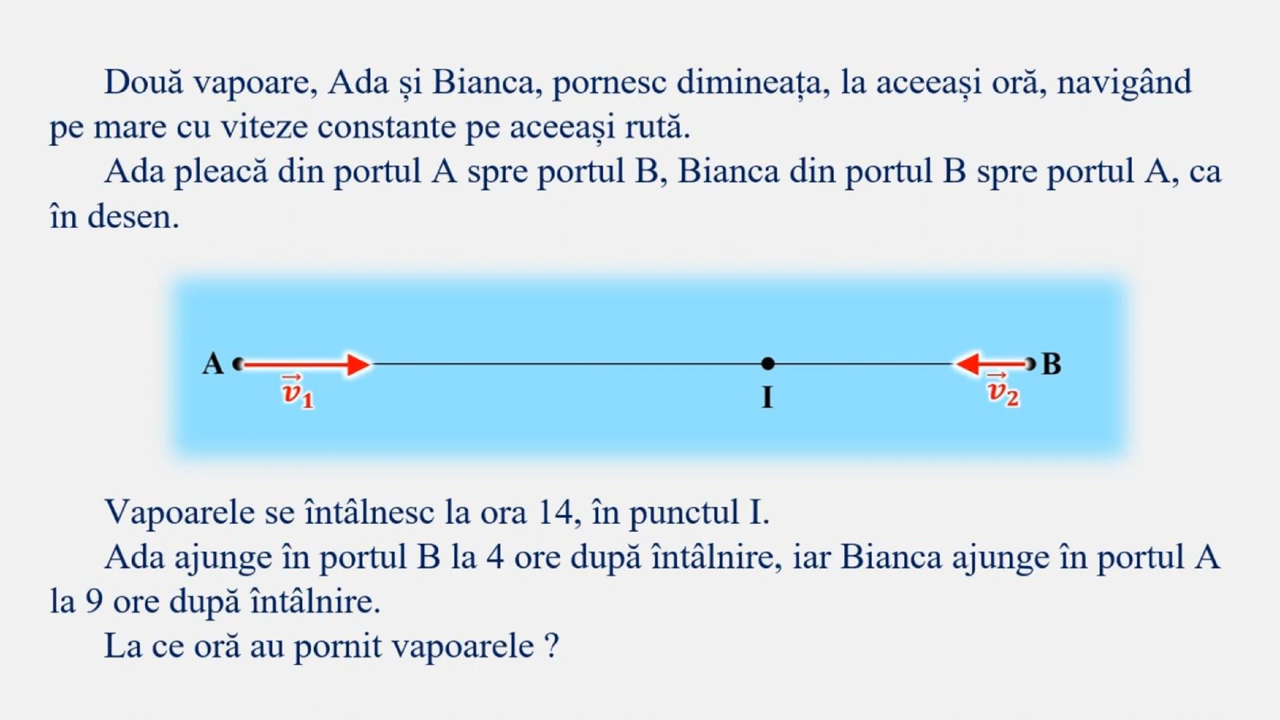 Două vapoare, Ada și Bianca, pornesc dimineața, la aceeași oră, navigând
pe mare cu viteze constante pe aceeași rută.
Ada pleacă din portul A spre portul B, Bianca din portul B spre portul A, ca
în desen.
A B
v⃗₁ I v⃗₂
Vapoarele se întâlnesc la ora 14, în punctul I.
Ada ajunge în portul B la 4 ore după întâlnire, iar Bianca ajunge în portul A
la 9 ore după întâlnire.
La ce oră au pornit vapoarele ?